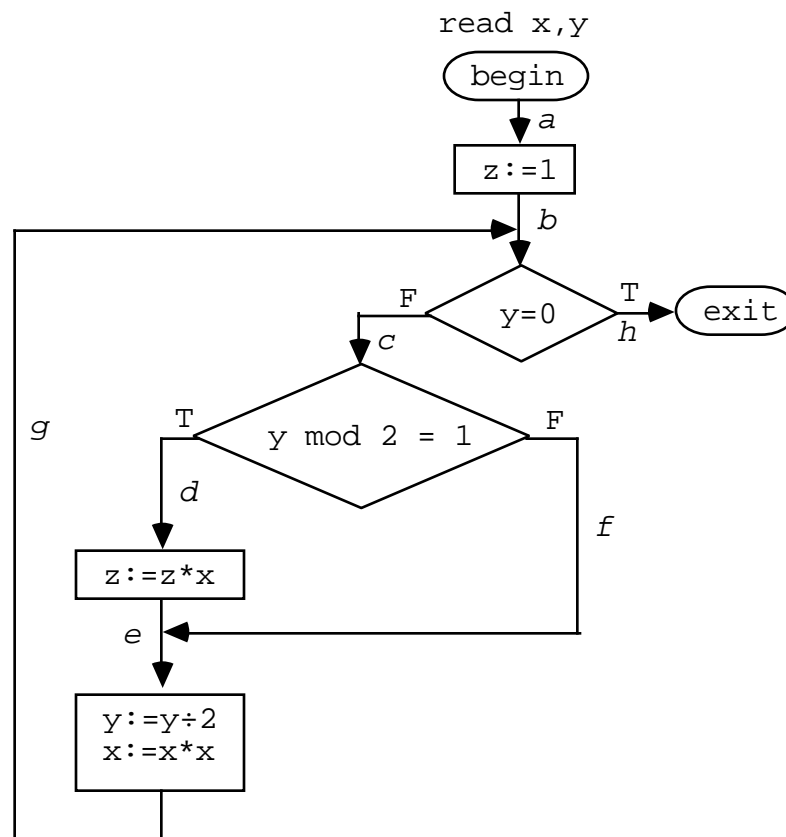 read x,y
begin
a
z:=1
b
F
y=0
T
exit
h
c
T
y mod 2 = 1
F
g
d
f
z:=z*x
e
y:=y÷2
x:=x*x